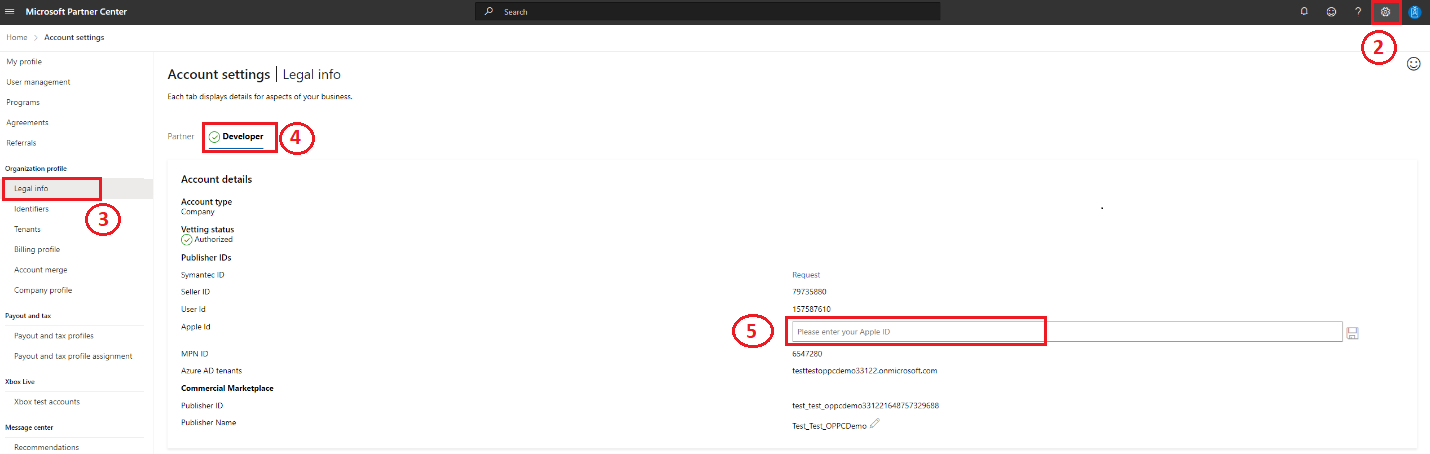 Microsoft Partner Center
Search
?
2
Home > Account settings
My profile
User management
Programs
Agreements
Referrals
Organization profile
Legal info
3
Identifiers
Tenants
Billing profile
Account merge
Company profile
Payout and tax
Payout and tax profiles
Payout and tax profile assignment
Xbox Live
Xbox test accounts
Message center
Recommendations
Account settings | Legal info
Each tab displays details for aspects of your business.
Partner Developer
4
Account details
Account type
Company
Vetting status
Authorized
Publisher IDs
Symantec ID Request
Seller ID 79735880
User Id 157587610
Apple Id Please enter your Apple ID
5
MPN ID 6547280
Azure AD tenants testtestoppcdemo33122.onmicrosoft.com
Commercial Marketplace
Publisher ID test_test_oppcdemo331221648757329688
Publisher Name Test_Test_OPPCDemo